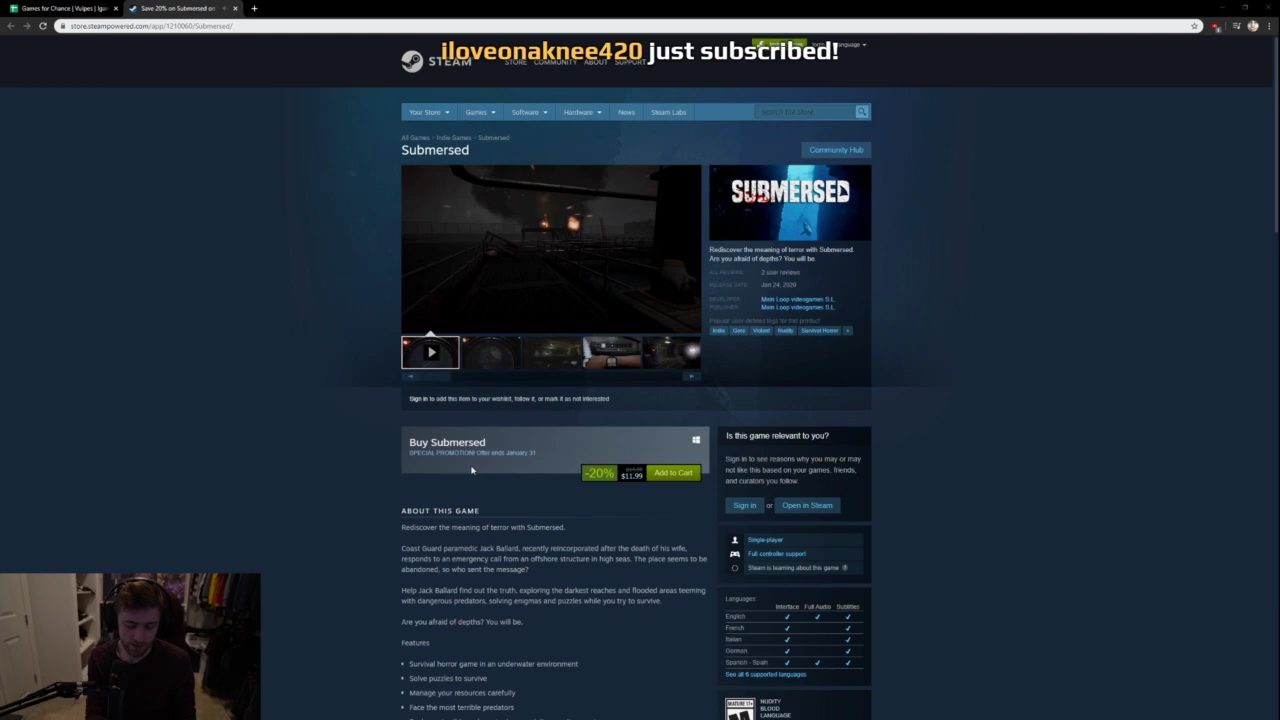 Games for Chance | Vulpes | Igan
Save 20% on Submersed on
store.steampowered.com/app/1210060/Submersed/
iloveonaknee420 just subscribed!
STEAM
STORE COMMUNITY ABOUT SUPPORT
Your Store Games Software Hardware News Steam Labs
search the store
All Games > Indie Games > Submersed
Submersed
Community Hub
SUBMERSED
Rediscover the meaning of terror with Submersed.
Are you afraid of depths? You will be.
ALL REVIEWS: 2 user reviews
RELEASE DATE: Jan 24, 2020
DEVELOPER: Main Loop videogames S.L.
PUBLISHER: Main Loop videogames S.L.
Popular user-defined tags for this product:
Indie Gore Violent Nudity Survival Horror +
Sign in to add this item to your wishlist, follow it, or mark it as not interested
Buy Submersed
SPECIAL PROMOTION! Offer ends January 31
-20% $14.99 $11.99 Add to Cart
Is this game relevant to you?
Sign in to see reasons why you may or may
not like this based on your games, friends,
and curators you follow.
Sign in or Open in Steam
ABOUT THIS GAME
Rediscover the meaning of terror with Submersed.
Coast Guard paramedic Jack Ballard, recently reincorporated after the death of his wife,
responds to an emergency call from an offshore structure in high seas. The place seems to be
abandoned, so who sent the message?
Help Jack Ballard find out the truth, exploring the darkest reaches and flooded areas teeming
with dangerous predators, solving enigmas and puzzles while you try to survive.
Are you afraid of depths? You will be.
Features
• Survival horror game in an underwater environment
• Solve puzzles to survive
• Manage your resources carefully
• Face the most terrible predators
Single-player
Full controller support
Steam is learning about this game
Languages:
Interface Full Audio Subtitles
English ✔ ✔ ✔
French ✔ ✔
Italian ✔ ✔
German ✔ ✔
Spanish - Spain ✔ ✔ ✔
See all 6 supported languages
MATURE 17+
M
NUDITY
BLOOD
LANGUAGE